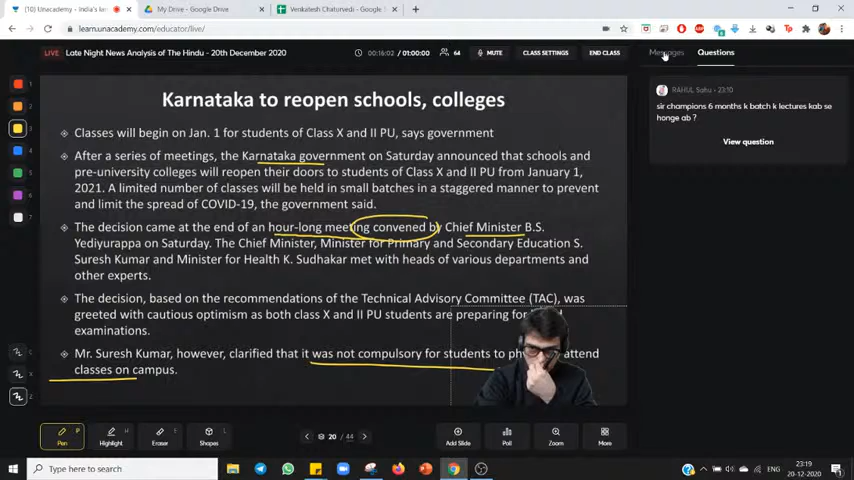 (10) Unacademy - India's le
My Drive - Google Drive
Venkatesh Chaturvedi - Google S
learn.unacademy.com/educator/live/
LIVE Late Night News Analysis of The Hindu - 20th December 2020
00:16:02 / 01:00:00
64
MUTE
CLASS SETTINGS
END CLASS
Messages
Questions
1
2
3
4
5
6
7
Karnataka to reopen schools, colleges
Classes will begin on Jan. 1 for students of Class X and II PU, says government
After a series of meetings, the Karnataka government on Saturday announced that schools and
pre-university colleges will reopen their doors to students of Class X and II PU from January 1,
2021. A limited number of classes will be held in small batches in a staggered manner to prevent
and limit the spread of COVID-19, the government said.
The decision came at the end of an hour-long meeting convened by Chief Minister B.S.
Yediyurappa on Saturday. The Chief Minister, Minister for Primary and Secondary Education S.
Suresh Kumar and Minister for Health K. Sudhakar met with heads of various departments and
other experts.
The decision, based on the recommendations of the Technical Advisory Committee (TAC), was
greeted with cautious optimism as both class X and II PU students are preparing for
examinations.
Mr. Suresh Kumar, however, clarified that it was not compulsory for students to attend
classes on campus.
RAHUL Sahu - 23:10
sir champions 6 months k batch k lectures kab se
honge ab ?
View question
Pen P
Highlight H
Eraser E
Shapes L
20 / 44
Add Slide
Poll
Zoom
More
Type here to search
ENG
23:19
20-12-2020